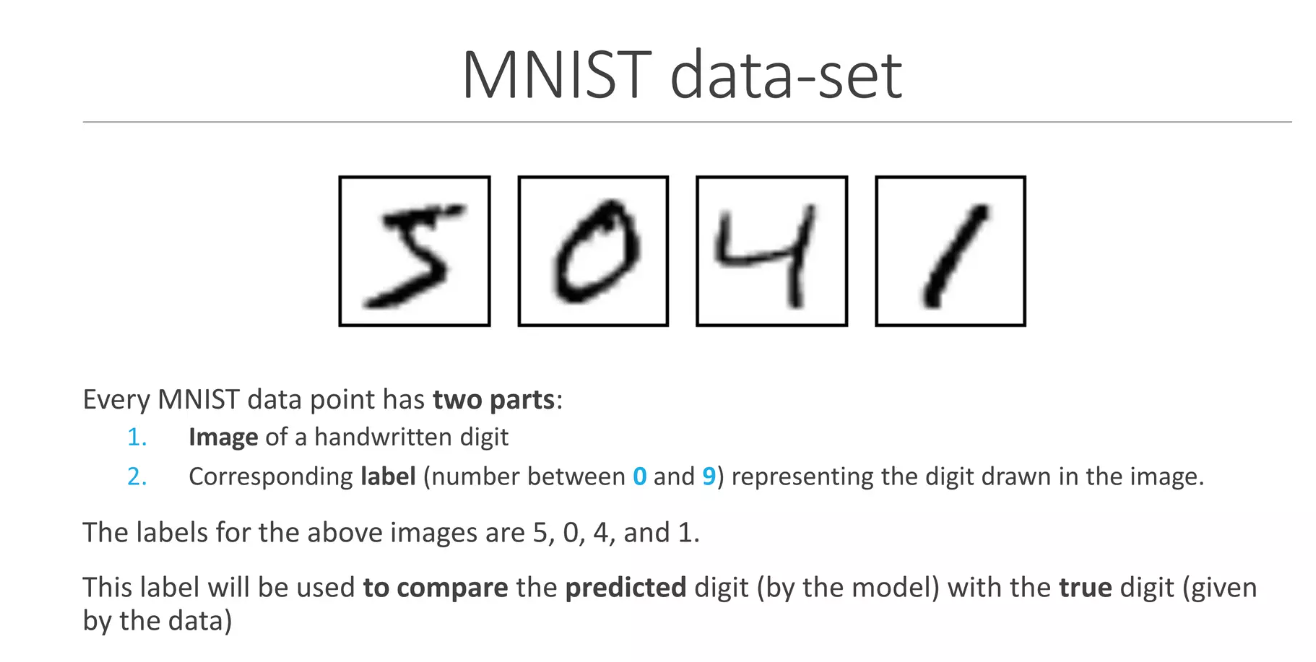 MNIST data-set
5 0 4 1
Every MNIST data point has two parts:
1. Image of a handwritten digit
2. Corresponding label (number between 0 and 9) representing the digit drawn in the image.
The labels for the above images are 5, 0, 4, and 1.
This label will be used to compare the predicted digit (by the model) with the true digit (given
by the data)